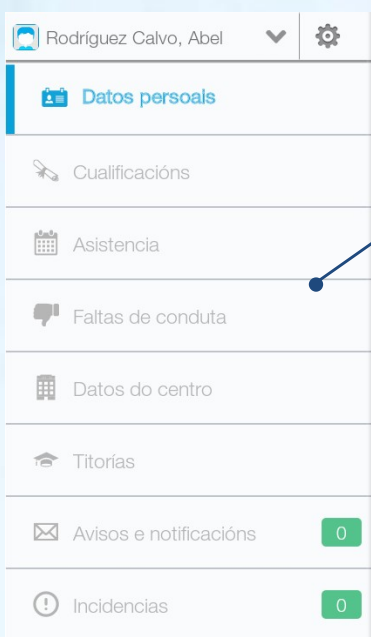 Rodríguez Calvo, Abel
Datos persoais
Cualificacións
Asistencia
Faltas de conduta
Datos do centro
Titorías
Avisos e notificacións 0
Incidencias 0